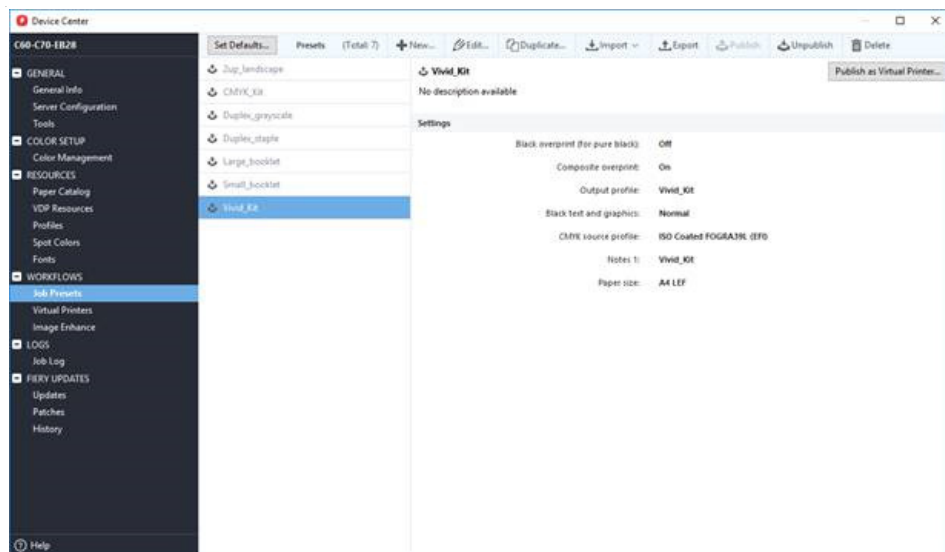 Device Center
C60-C70-EB28
Set Defaults... Presets (Total: 7) New... Edit... Duplicate... Import Export Publish Unpublish Delete
GENERAL
General Info
Server Configuration
Tools
COLOR SETUP
Color Management
RESOURCES
Paper Catalog
VDP Resources
Profiles
Spot Colors
Fonts
WORKFLOWS
Job Presets
Virtual Printers
Image Enhance
LOGS
Job Log
FIERY UPDATES
Updates
Patches
History
Help
2up_landscape
CMYK_Kit
Duplex_grayscale
Duplex_staple
Large_booklet
Small_booklet
Vivid_Kit
Vivid_Kit
Publish as Virtual Printer...
No description available
Settings
Black overprint (for pure black): Off
Composite overprint: On
Output profile: Vivid_Kit
Black text and graphics: Normal
CMYK source profile: ISO Coated FOGRA39L (EFI)
Notes 1: Vivid_Kit
Paper size: A4 LEF